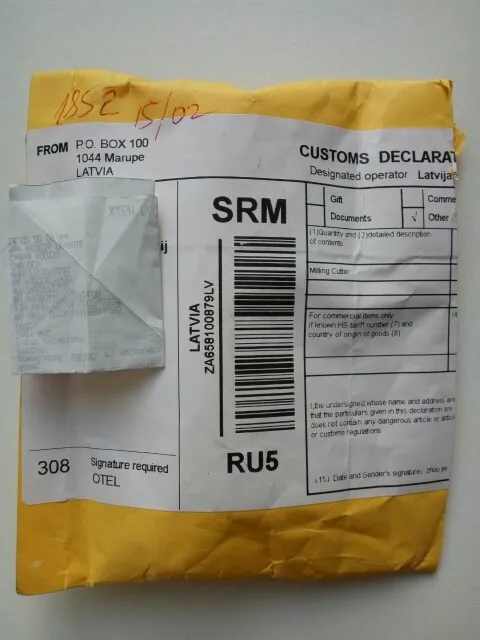 1852 15/02
FROM P.O. BOX 100
1044 Marupe
LATVIA
CUSTOMS DECLARAT
Designated operator Latvija
Gift
Comme
Documents
√ Other
(1)Quantity and (2)detailed description
of contents
Milling Cutter
For commercial items only
if known HS tariff number (7) and
country of origin of goods (8)
I,the undersigned,whose name and address are
that the particulars given in this declaration are
does not contain any dangerous article or articl
or customs regulations
(15) Date and Sender's signature:
SRM
LATVIA
ZA658100879LV
RU5
ij
308 Signature required
OTEL